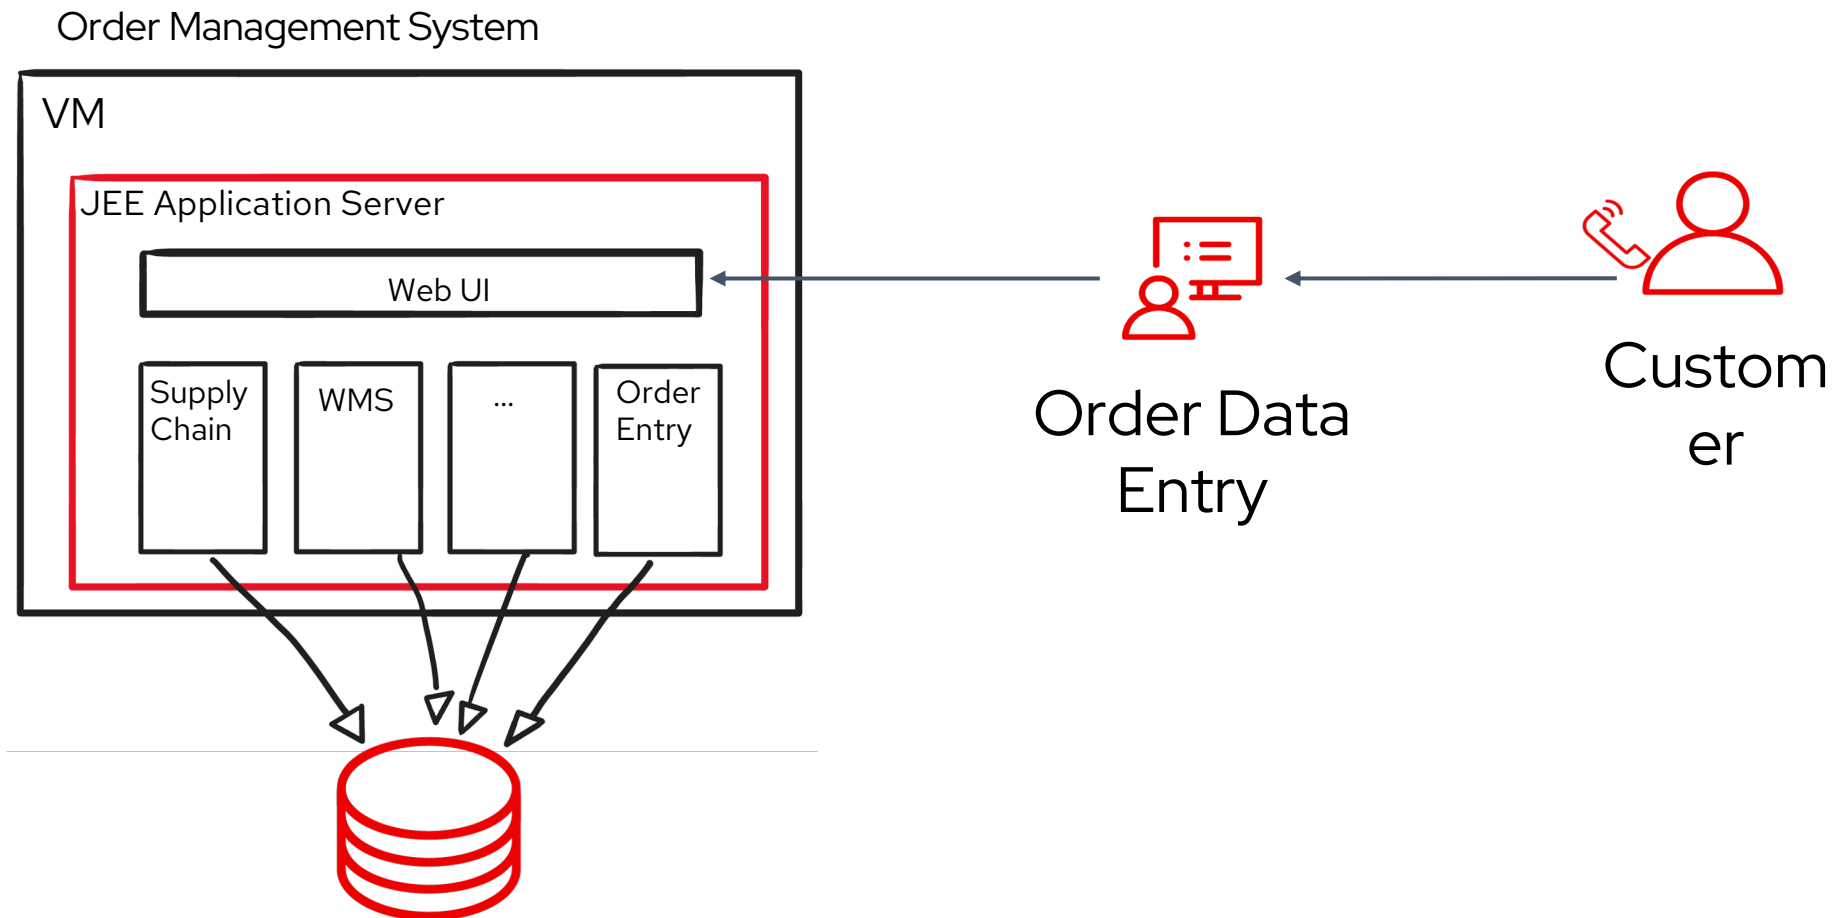 Order Management System
VM
JEE Application Server
Web UI
Supply
Chain
WMS
...
Order
Entry
Order Data
Entry
Custom
er